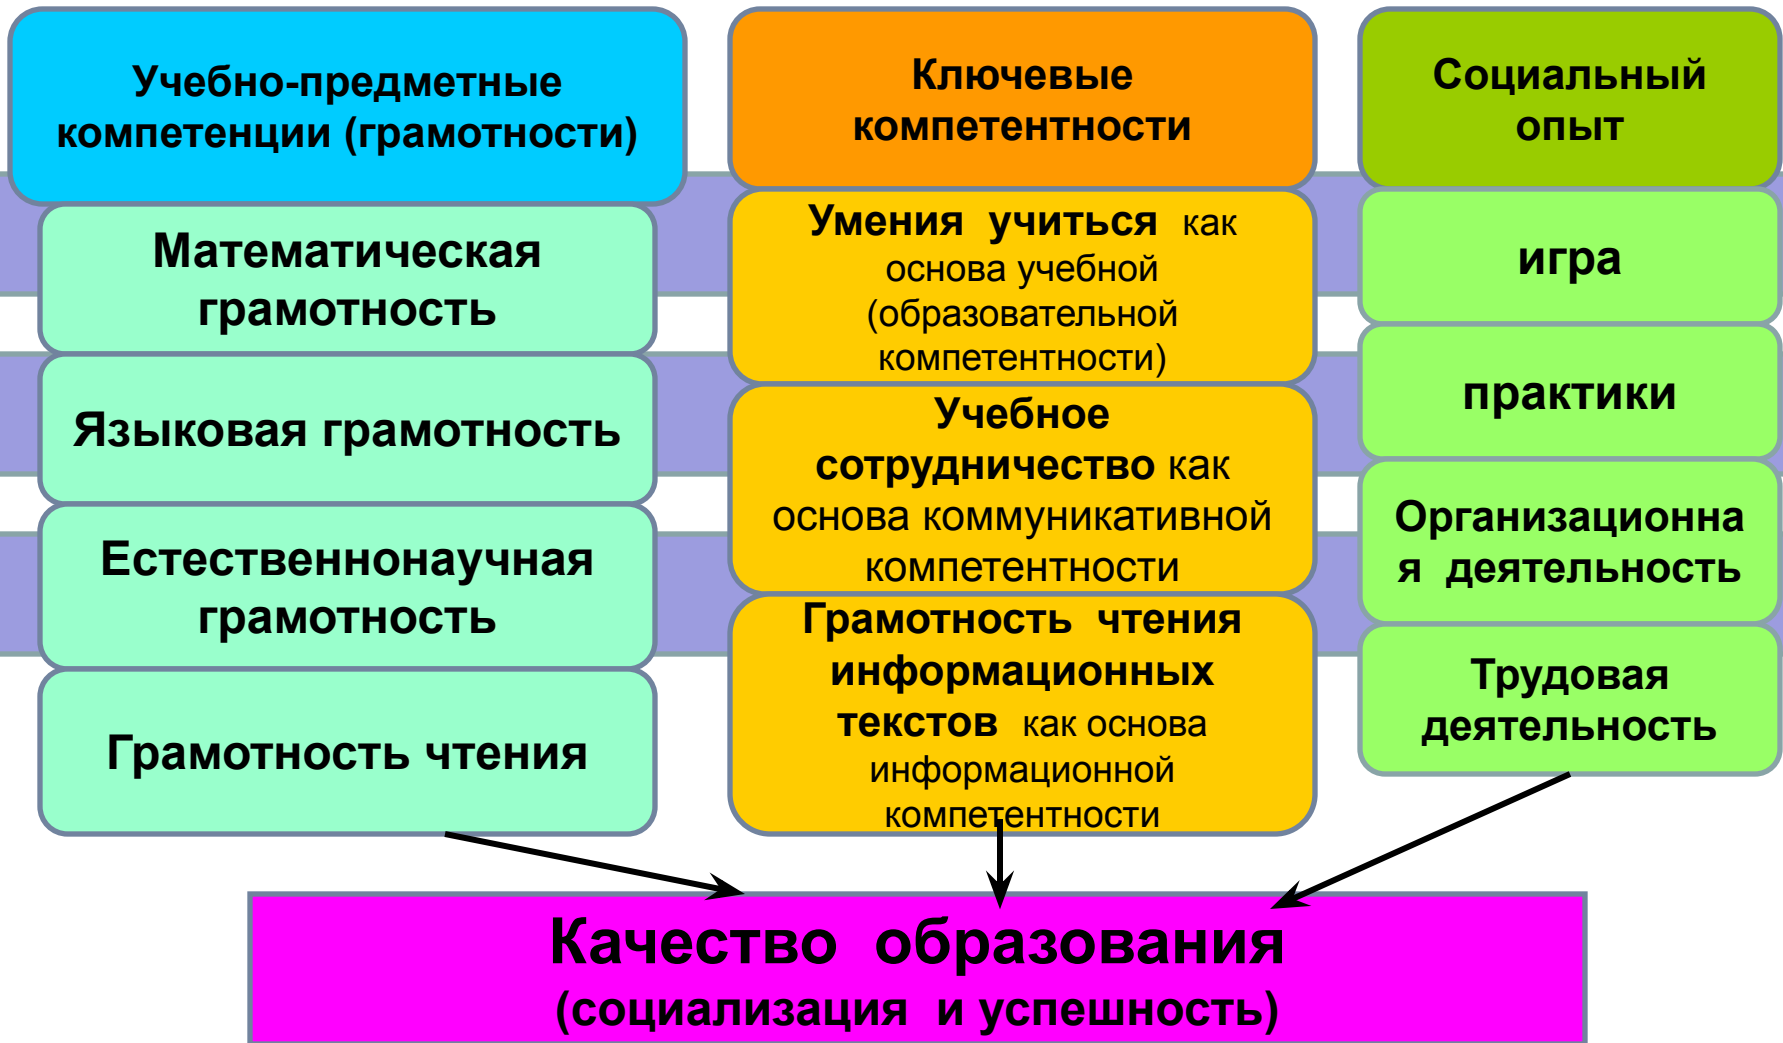 Учебно-предметные
компетенции (грамотности)
Математическая
грамотность
Языковая грамотность
Естественнонаучная
грамотность
Грамотность чтения
Ключевые
компетентности
Умения учиться как
основа учебной
(образовательной
компетентности)
Учебное
сотрудничество как
основа коммуникативной
компетентности
Грамотность чтения
информационных
текстов как основа
информационной
компетентности
Социальный
опыт
игра
практики
Организационна
я деятельность
Трудовая
деятельность
Качество образования
(социализация и успешность)